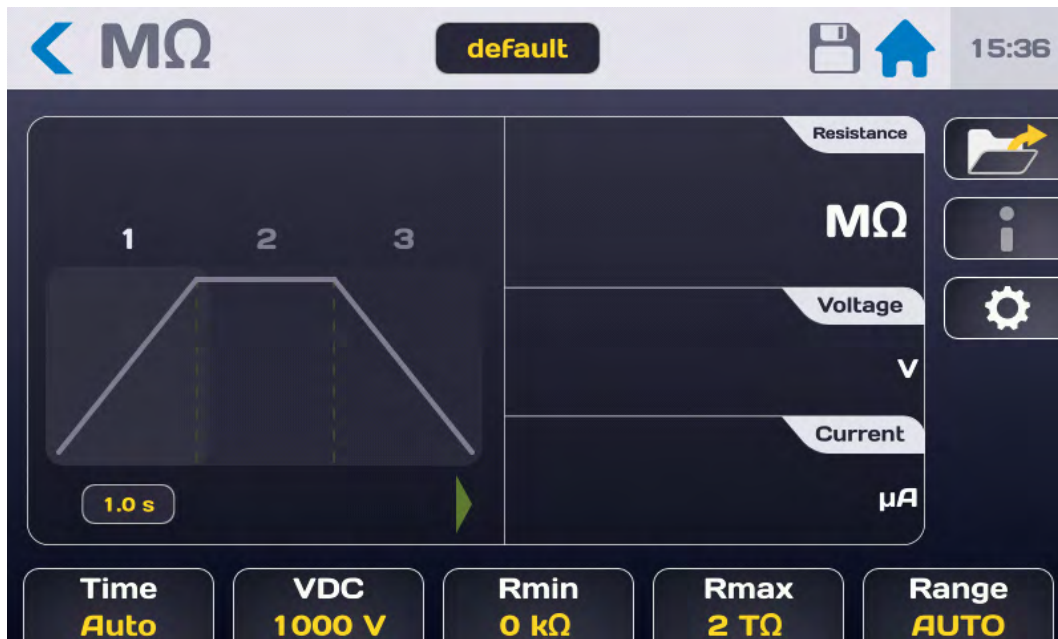 MΩ
default
15:36
Resistance
MΩ
1 2 3
Voltage
V
Current
µA
1.0 s
Time
Auto
VDC
1000 V
Rmin
0 kΩ
Rmax
2 TΩ
Range
AUTO